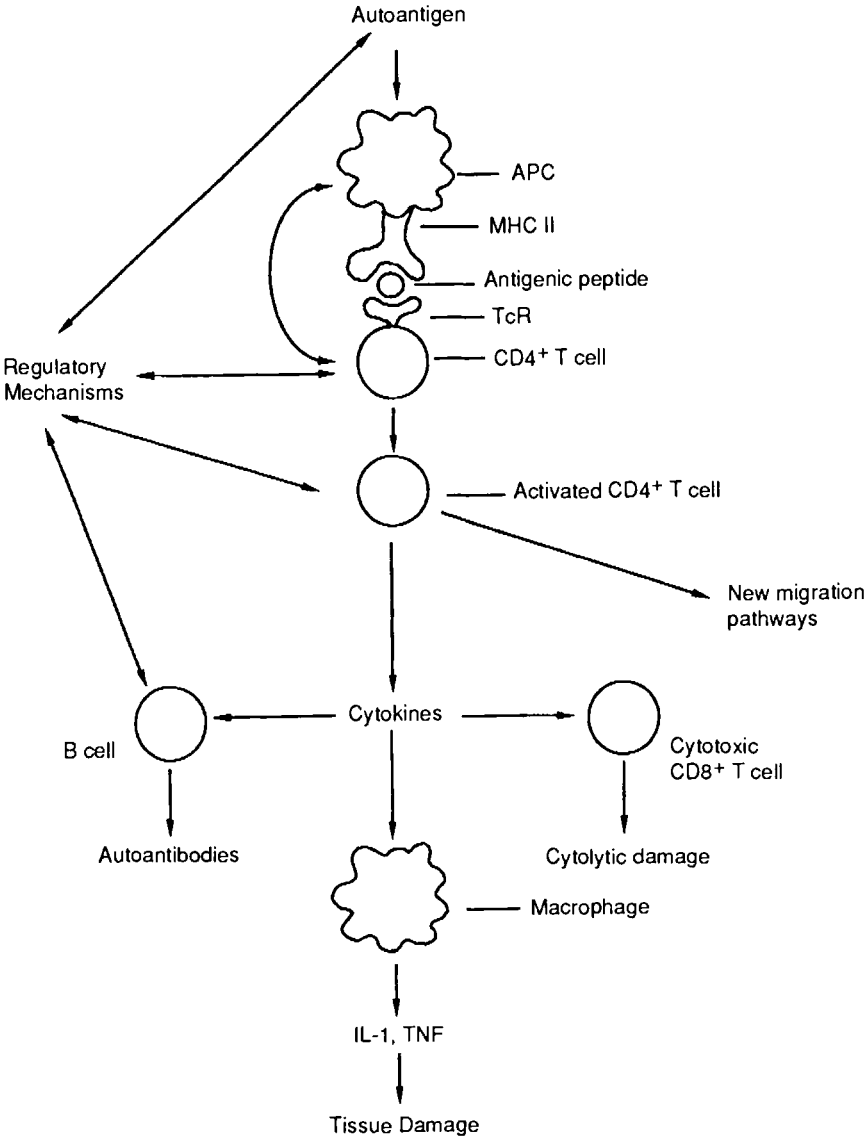 Autoantigen
APC
MHC II
Antigenic peptide
TcR
CD4+ T cell
Regulatory
Mechanisms
Activated CD4+ T cell
New migration
pathways
Cytokines
B cell
Cytotoxic
CD8+ T cell
Autoantibodies
Cytolytic damage
Macrophage
IL-1, TNF
Tissue Damage